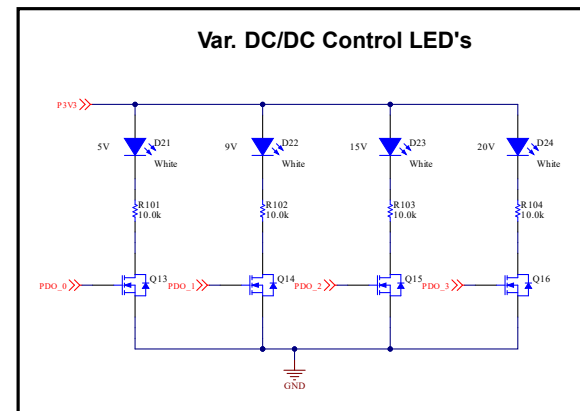 Var. DC/DC Control LED's
P3V3
5V D21
White
9V D22
White
15V D23
White
20V D24
White
R101
10.0k
R102
10.0k
R103
10.0k
R104
10.0k
Q13
Q14
Q15
Q16
PDO_0
PDO_1
PDO_2
PDO_3
GND